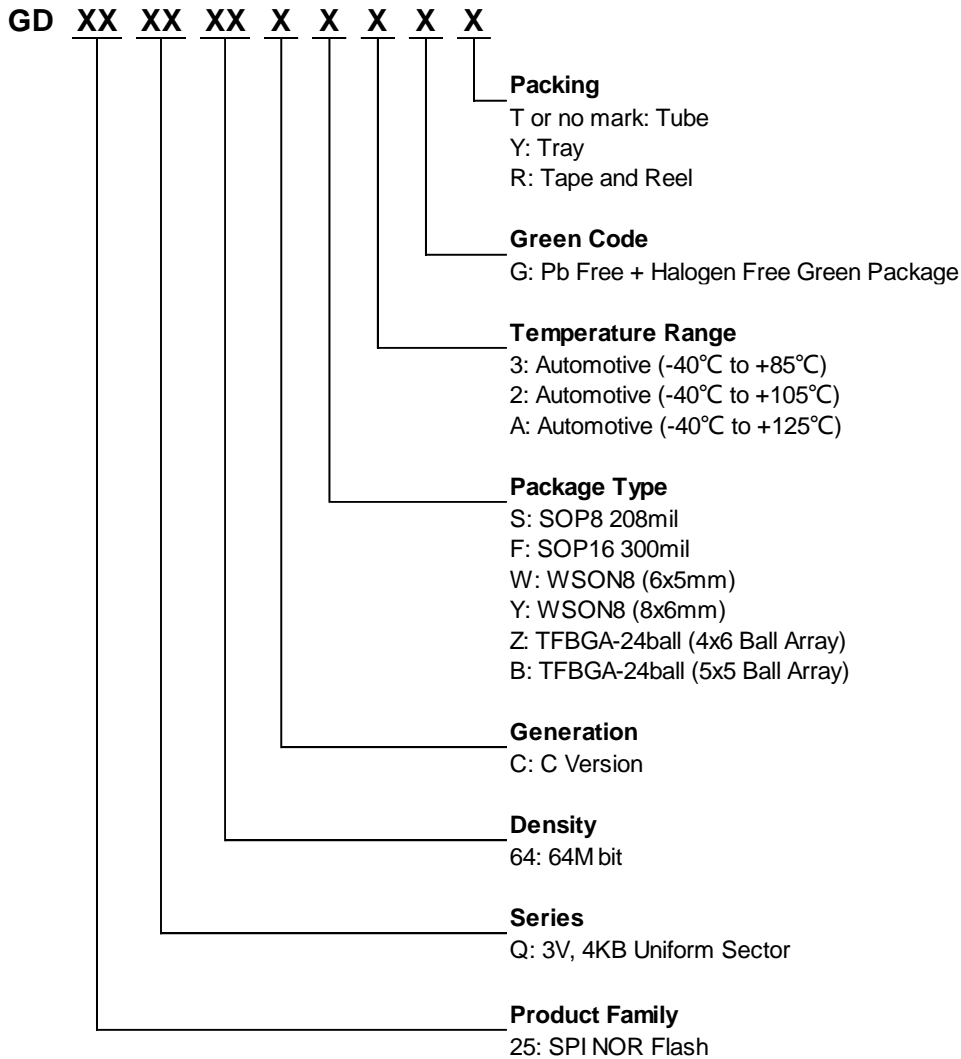 GD XX XX XX X X X X X
Packing
T or no mark: Tube
Y: Tray
R: Tape and Reel
Green Code
G: Pb Free + Halogen Free Green Package
Temperature Range
3: Automotive (-40℃ to +85℃)
2: Automotive (-40℃ to +105℃)
A: Automotive (-40℃ to +125℃)
Package Type
S: SOP8 208mil
F: SOP16 300mil
W: WSON8 (6x5mm)
Y: WSON8 (8x6mm)
Z: TFBGA-24ball (4x6 Ball Array)
B: TFBGA-24ball (5x5 Ball Array)
Generation
C: C Version
Density
64: 64M bit
Series
Q: 3V, 4KB Uniform Sector
Product Family
25: SPI NOR Flash